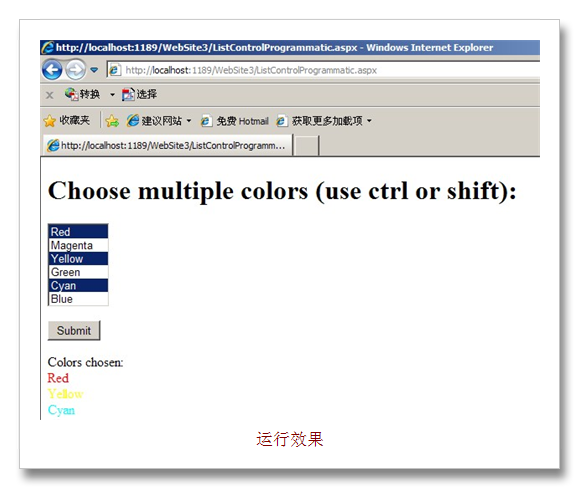 http://localhost:1189/WebSite3/ListControlProgrammatic.aspx - Windows Internet Explorer
http://localhost:1189/WebSite3/ListControlProgrammatic.aspx
x 转换 选择
收藏夹 建议网站 免费 Hotmail 获取更多附加模块
http://localhost:1189/WebSite3/ListControlProgramm...
Choose multiple colors (use ctrl or shift):
Red
Magenta
Yellow
Green
Cyan
Blue
Submit
Colors chosen:
Red
Yellow
Cyan
运行效果